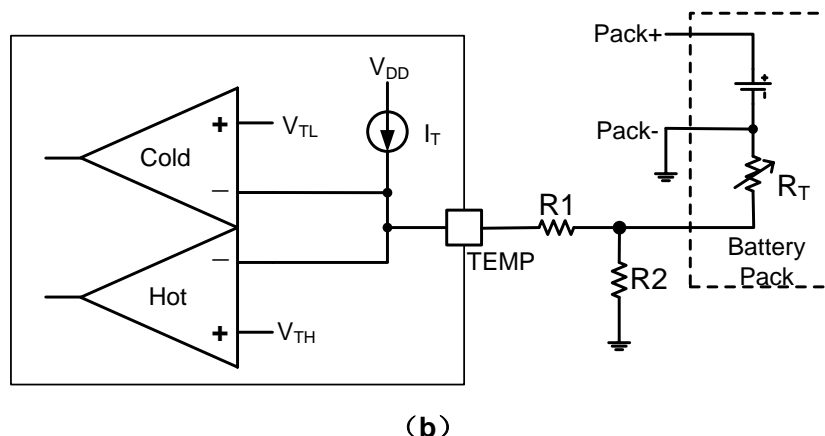 Pack+
V_DD
+
V_TL
Cold
I_T
Pack-
−
R1
R_T
TEMP
−
Battery
Pack
Hot
R2
+
V_TH
（b）